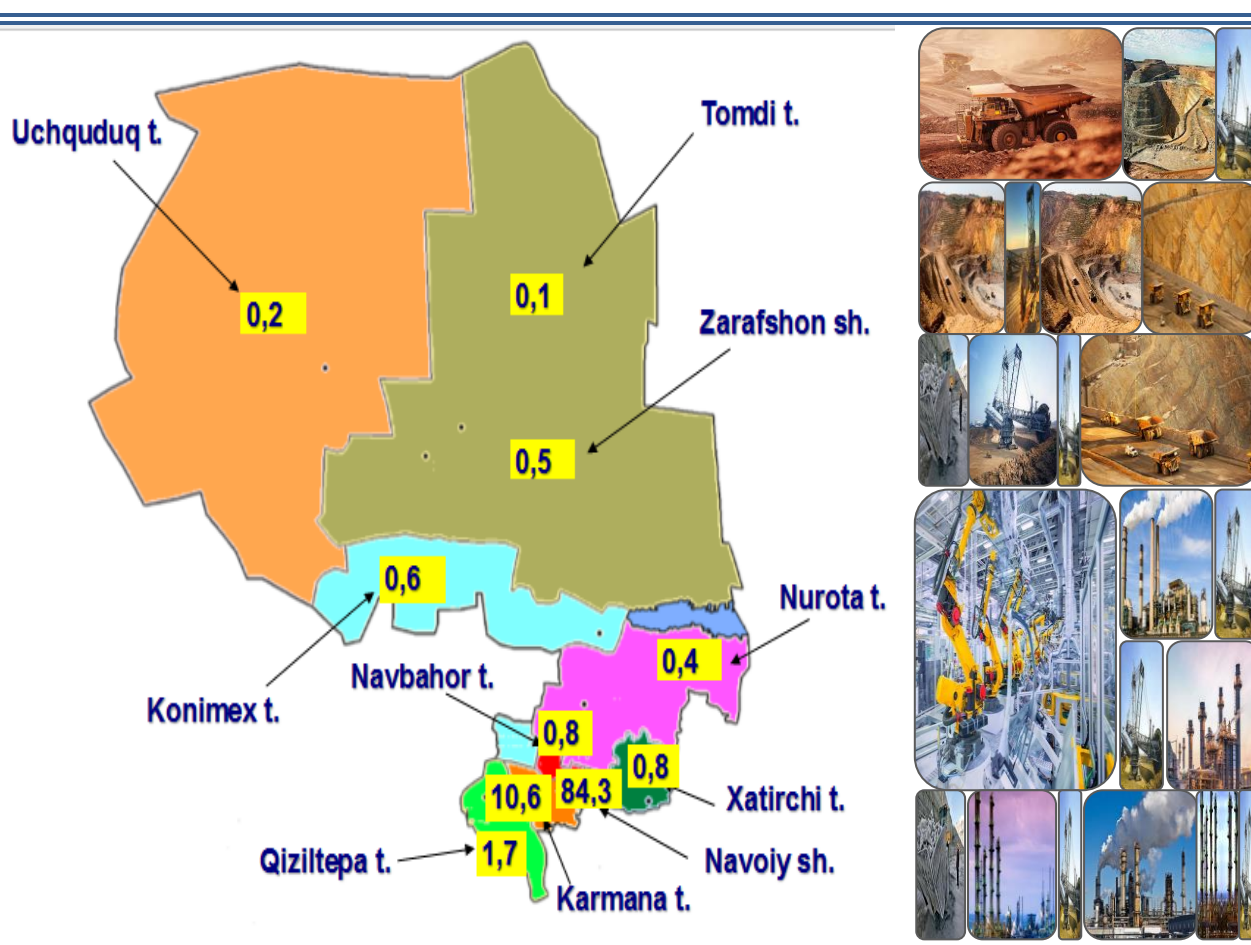 Tomdi t.
Uchquduq t.
0,1
0,2
Zarafshon sh.
0,5
0,6
Nurota t.
0,4
Navbahor t.
Konimex t.
0,8
0,8
10,6
84,3
Xatirchi t.
1,7
Qiziltepa t.
Navoiy sh.
Karmana t.